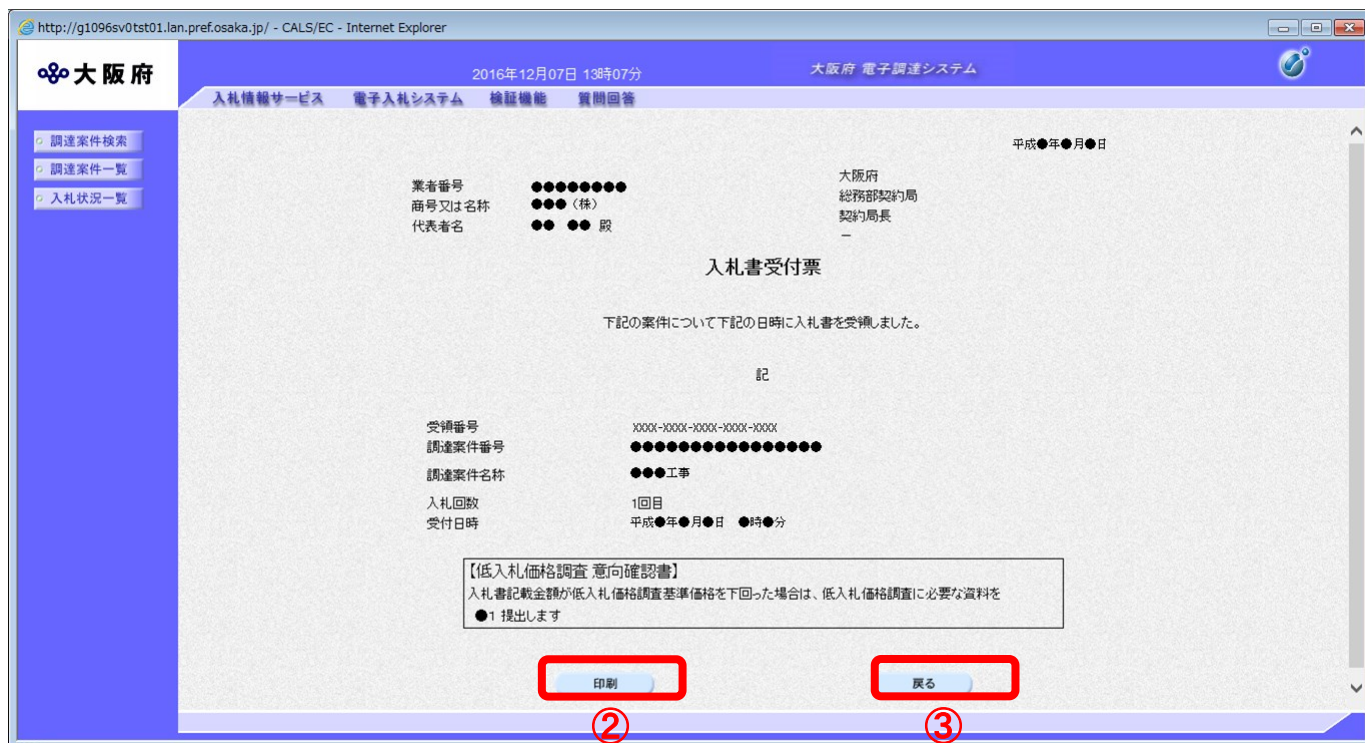 http://g1096sv0tst01.lan.pref.osaka.jp/ - CALS/EC - Internet Explorer
大阪府
2016年12月07日 13時07分
大阪府 電子調達システム
入札情報サービス 電子入札システム 検証機能 質問回答
調達案件検索
調達案件一覧
入札状況一覧
平成●年●月●日
業者番号 ●●●●●●●●
商号又は名称 ●●●（株）
代表者名 ●● ●● 殿
大阪府
総務部契約局
契約局長
ー
入札書受付票
下記の案件について下記の日時に入札書を受領しました。
記
受領番号 xxxx-xxxx-xxxx-xxxx-xxxx
調達案件番号 ●●●●●●●●●●●●●●●●
調達案件名称 ●●●工事
入札回数 1回目
受付日時 平成●年●月●日 ●時●分
【低入札価格調査 意向確認書】
入札書記載金額が低入札価格調査基準価格を下回った場合は、低入札価格調査に必要な資料を
●1 提出します
印刷 戻る
② ③